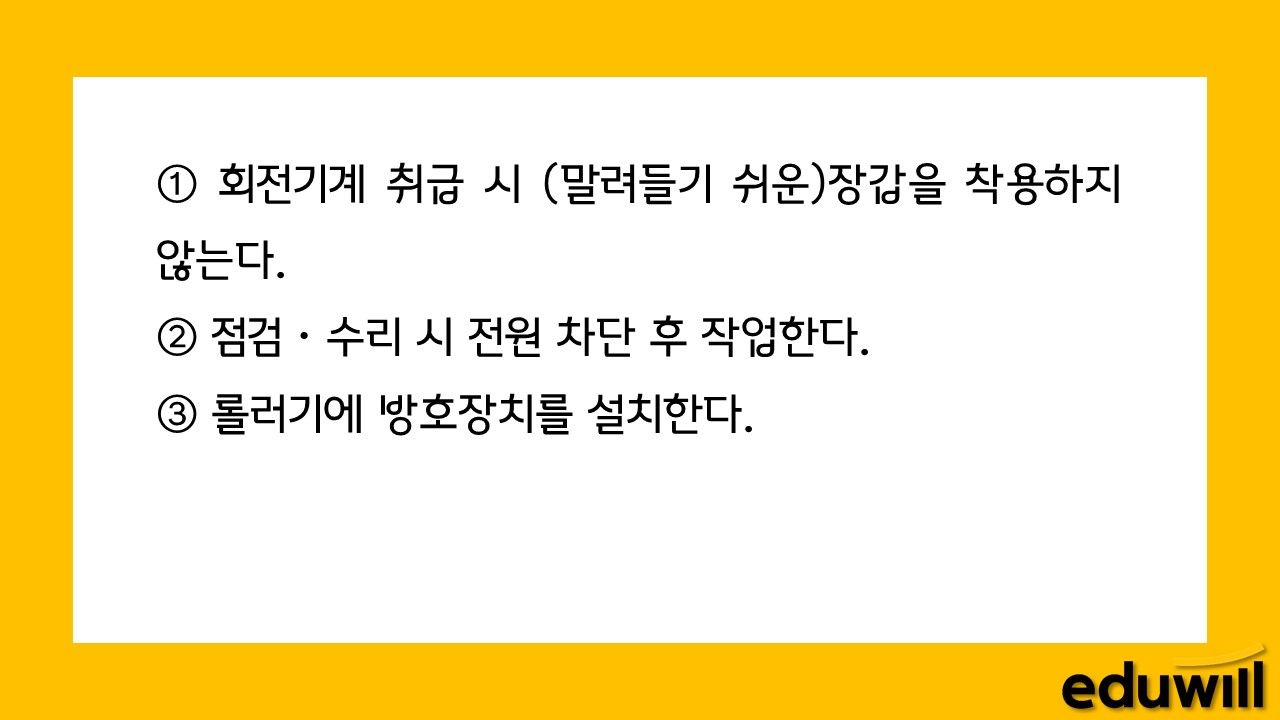 ① 회전기계 취급 시 (말려들기 쉬운)장갑을 착용하지
않는다.
② 점검 · 수리 시 전원 차단 후 작업한다.
③ 롤러기에 방호장치를 설치한다.
eduwill